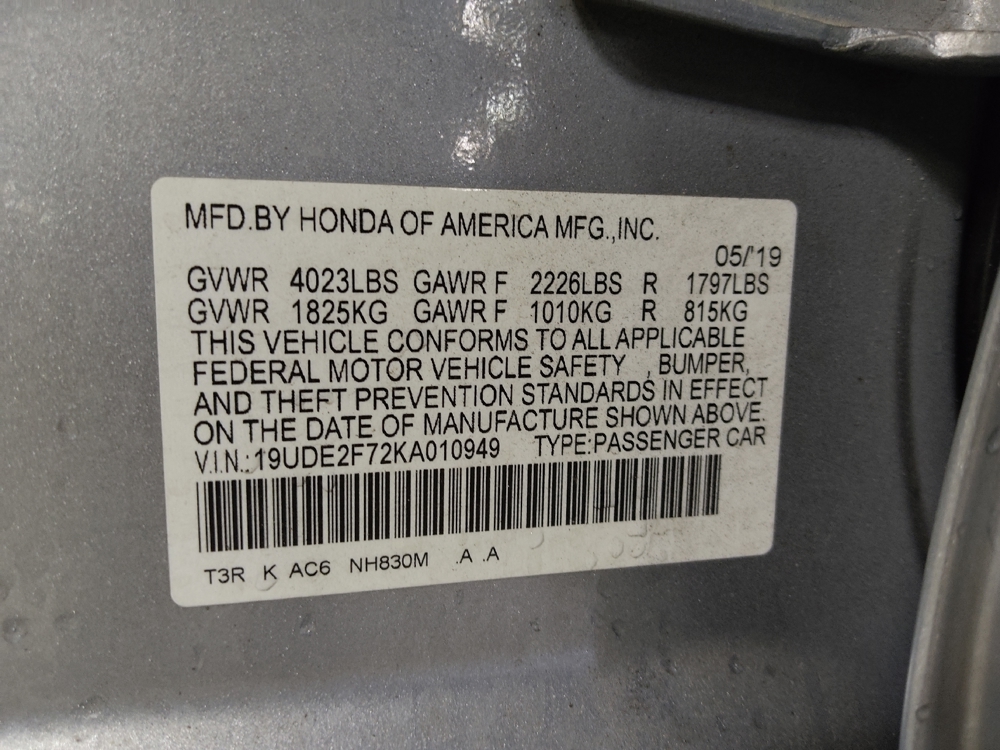 MFD.BY HONDA OF AMERICA MFG.,INC.
05/'19
GVWR 4023LBS GAWR F 2226LBS R 1797LBS
GVWR 1825KG GAWR F 1010KG R 815KG
THIS VEHICLE CONFORMS TO ALL APPLICABLE
FEDERAL MOTOR VEHICLE SAFETY , BUMPER,
AND THEFT PREVENTION STANDARDS IN EFFECT
ON THE DATE OF MANUFACTURE SHOWN ABOVE.
V.I.N.:19UDE2F72KA010949 TYPE:PASSENGER CAR
T3R K AC6 NH830M .A .A